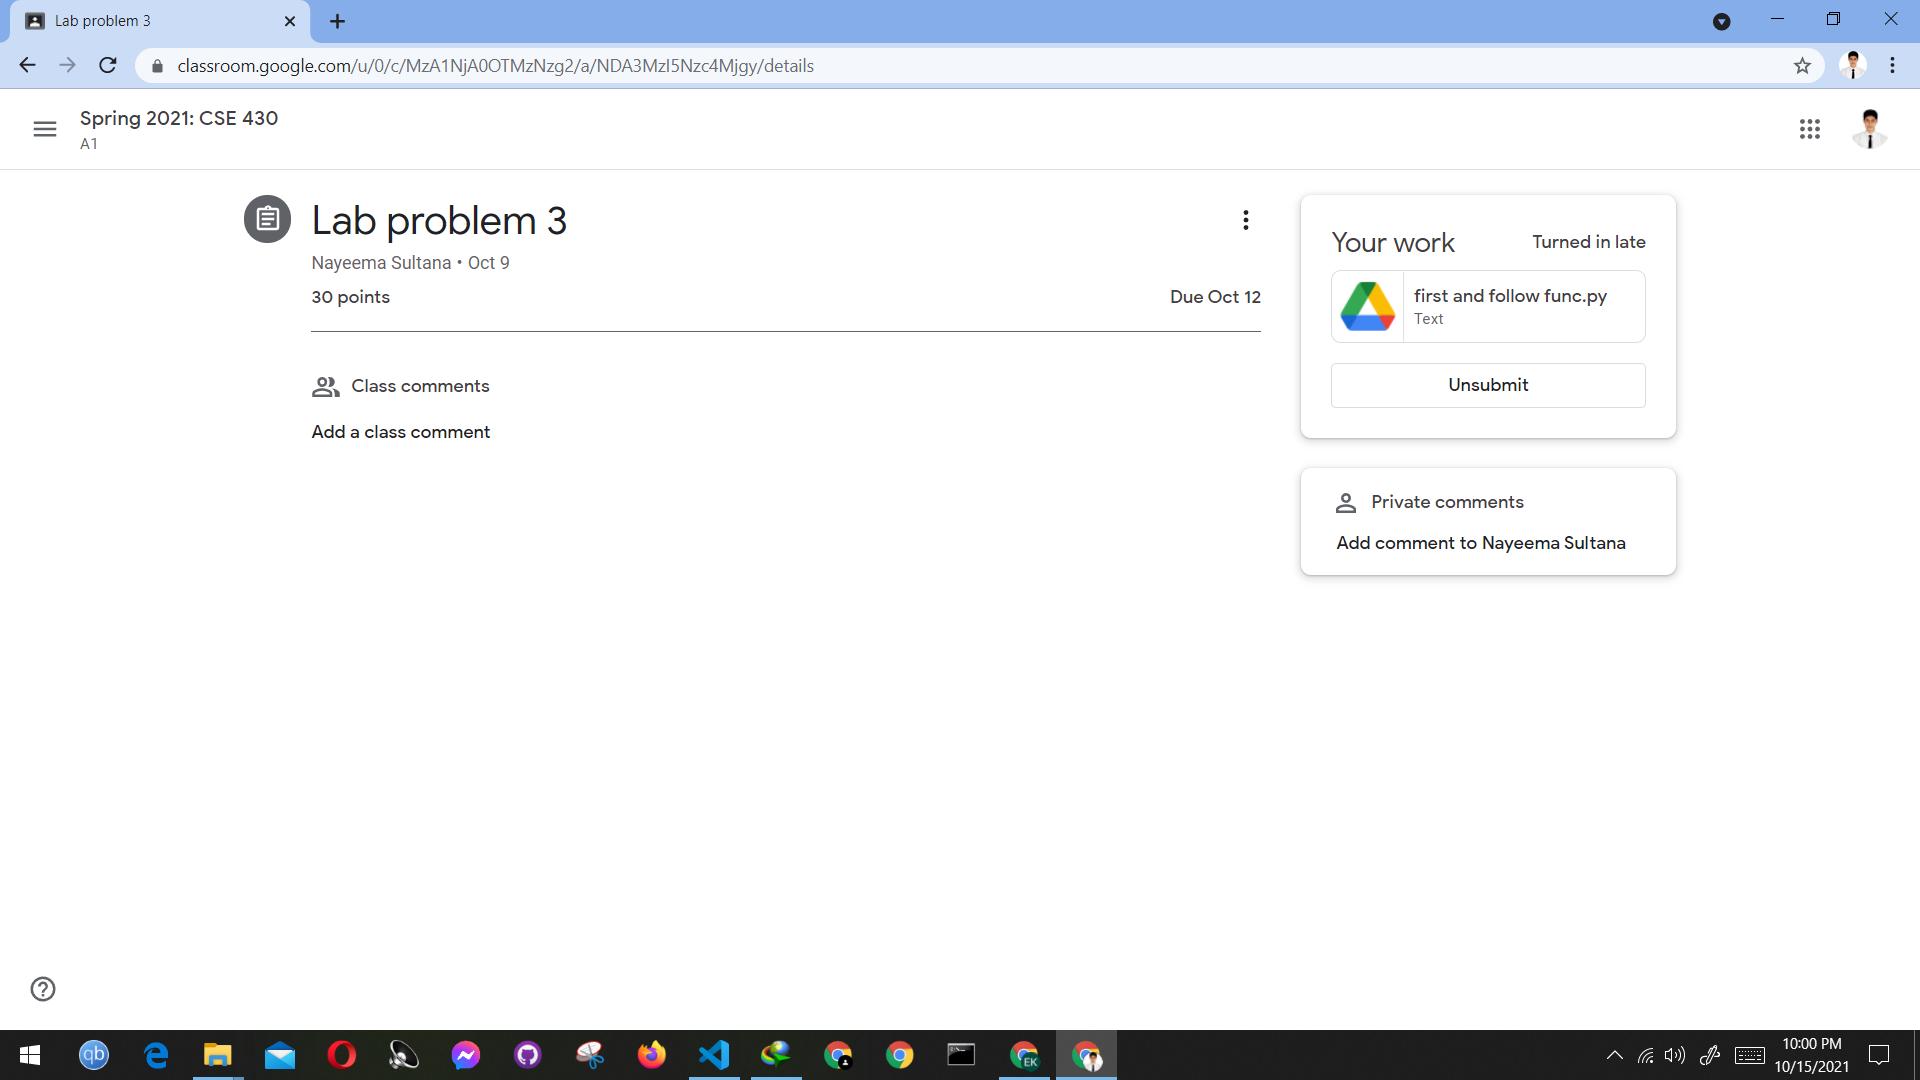 Lab problem 3
classroom.google.com/u/0/c/MzA1NjA0OTMzNzg2/a/NDA3MzI5Nzc4Mjgy/details
Spring 2021: CSE 430
A1
Lab problem 3
Nayeema Sultana • Oct 9
30 points
Due Oct 12
Class comments
Add a class comment
Your work
Turned in late
first and follow func.py
Text
Unsubmit
Private comments
Add comment to Nayeema Sultana
qb
EK
10:00 PM
10/15/2021